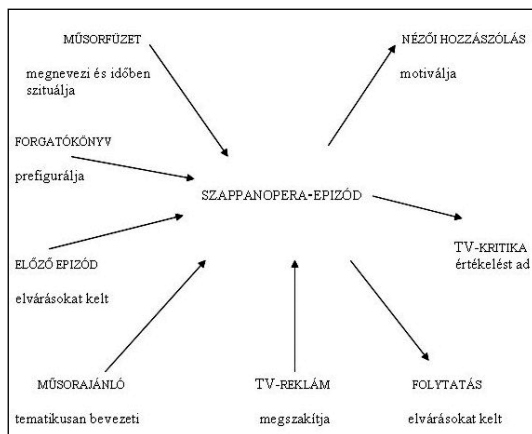 MŰSORFÜZET
megnevezi és időben
szituálja
NÉZŐI HOZZÁSZÓLÁS
motiválja
FORGATÓKÖNYV
prefigurálja
SZAPPANOPERA-EPIZÓD
ELŐZŐ EPIZÓD
elvárásokat kelt
TV-KRITIKA
értékelést ad
MŰSORAJÁNLÓ
tematikusan bevezeti
TV-REKLÁM
megszakítja
FOLYTATÁS
elvárásokat kelt